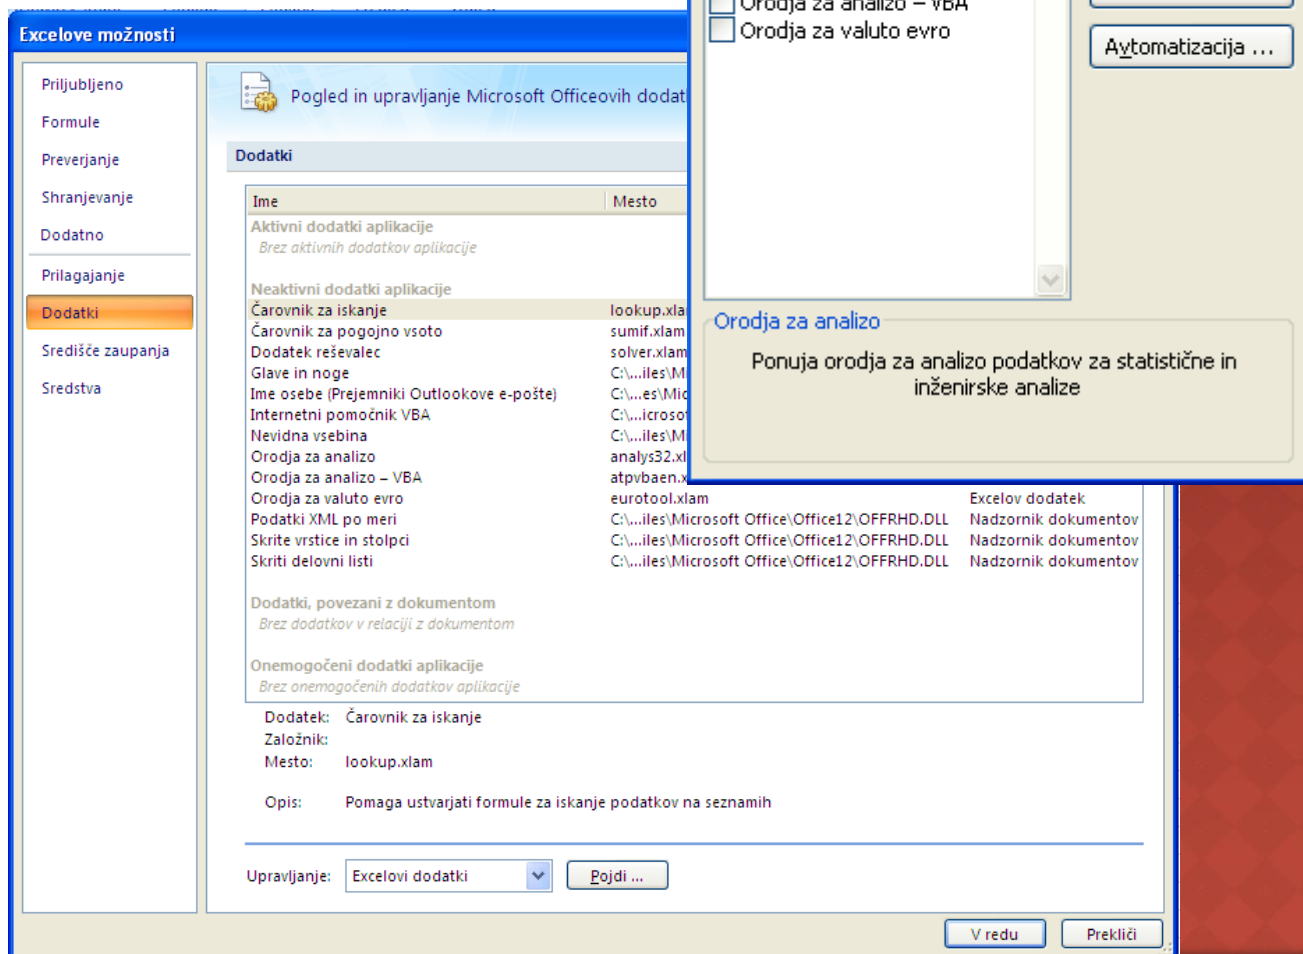 Excelove možnosti
Priljubljeno
Formule
Preverjanje
Shranjevanje
Dodatno
Prilagajanje
Dodatki
Središče zaupanja
Sredstva
Pogled in upravljanje Microsoft Officeovih
Dodatki
Ime Mesto
Aktivni dodatki aplikacije
Brez aktivnih dodatkov aplikacije
Neaktivni dodatki aplikacije
Čarovnik za iskanje lookup.xla
Čarovnik za pogojno vsoto sumif.xlam
Dodatek reševalec solver.xlam
Glave in noge C:\...iles\Mi
Ime osebe (Prejemniki Outlookove e-pošte) C:\...es\Mic
Internetni pomočnik VBA C:\...icrosof
Nevidna vsebina C:\...iles\Mi
Orodja za analizo analys32.xl
Orodja za analizo – VBA atpvbaen.x
Orodja za valuto evro eurotool.xlam Excelov dodatek
Podatki XML po meri C:\...iles\Microsoft Office\Office12\OFFRHD.DLL Nadzornik dokumentov
Skrite vrstice in stolpci C:\...iles\Microsoft Office\Office12\OFFRHD.DLL Nadzornik dokumentov
Skriti delovni listi C:\...iles\Microsoft Office\Office12\OFFRHD.DLL Nadzornik dokumentov
Dodatki, povezani z dokumentom
Brez dodatkov v relaciji z dokumentom
Onemogočeni dodatki aplikacije
Brez onemogočenih dodatkov aplikacije
Dodatek: Čarovnik za iskanje
Založnik:
Mesto: lookup.xlam
Opis: Pomaga ustvarjati formule za iskanje podatkov na seznamih
Upravljanje: Excelovi dodatki Pojdi ...
V redu Prekliči
Orodja za analizo – VBA
Orodja za valuto evro
Avtomatizacija ...
Orodja za analizo
Ponuja orodja za analizo podatkov za statistične in
inženirske analize